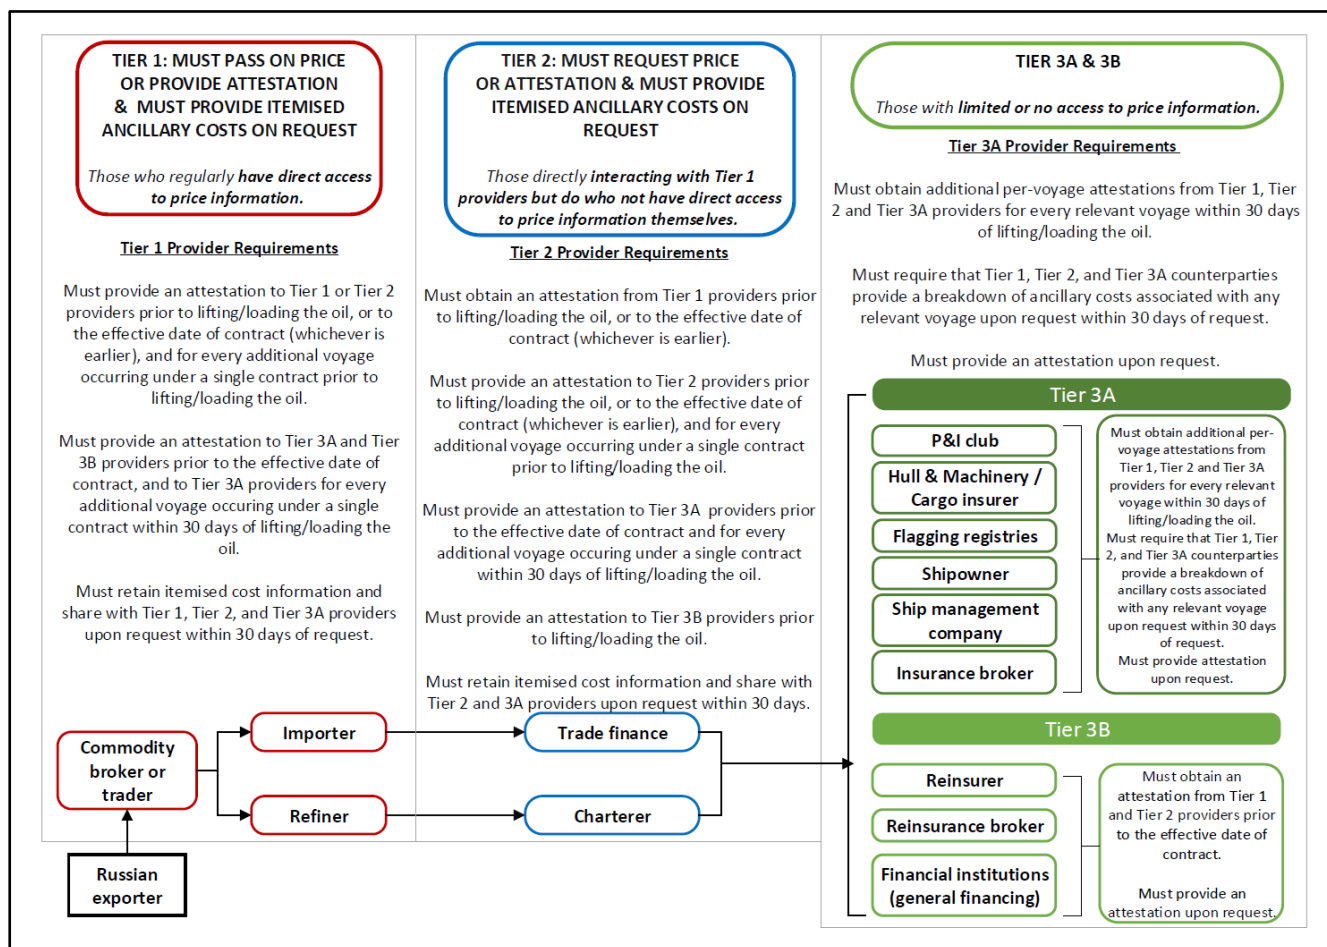 TIER 1: MUST PASS ON PRICE
OR PROVIDE ATTESTATION
& MUST PROVIDE ITEMISED
ANCILLARY COSTS ON REQUEST
Those who regularly have direct access
to price information.
Tier 1 Provider Requirements
Must provide an attestation to Tier 1 or Tier 2
providers prior to lifting/loading the oil, or to
the effective date of contract (whichever is
earlier), and for every additional voyage
occurring under a single contract prior to
lifting/loading the oil.
Must provide an attestation to Tier 3A and Tier
3B providers prior to the effective date of
contract, and to Tier 3A providers for every
additional voyage occuring under a single
contract within 30 days of lifting/loading the
oil.
Must retain itemised cost information and
share with Tier 1, Tier 2, and Tier 3A providers
upon request within 30 days of request.
TIER 2: MUST REQUEST PRICE
OR ATTESTATION & MUST PROVIDE
ITEMISED ANCILLARY COSTS ON
REQUEST
Those directly interacting with Tier 1
providers but do who not have direct access
to price information themselves.
Tier 2 Provider Requirements
Must obtain an attestation from Tier 1 providers prior
to lifting/loading the oil, or to the effective date of
contract (whichever is earlier).
Must provide an attestation to Tier 2 providers prior
to lifting/loading the oil, or to the effective date of
contract (whichever is earlier), and for every
additional voyage occurring under a single contract
prior to lifting/loading the oil.
Must provide an attestation to Tier 3A providers prior
to the effective date of contract and for every
additional voyage occuring under a single contract
within 30 days of lifting/loading the oil.
Must provide an attestation to Tier 3B providers prior
to lifting/loading the oil.
Must retain itemised cost information and share with
Tier 2 and 3A providers upon request within 30 days.
TIER 3A & 3B
Those with limited or no access to price information.
Tier 3A Provider Requirements
Must obtain additional per-voyage attestations from Tier 1, Tier
2 and Tier 3A providers for every relevant voyage within 30 days
of lifting/loading the oil.
Must require that Tier 1, Tier 2, and Tier 3A counterparties
provide a breakdown of ancillary costs associated with any
relevant voyage upon request within 30 days of request.
Must provide an attestation upon request.
Tier 3A
P&I club
Hull & Machinery /
Cargo insurer
Flagging registries
Shipowner
Ship management
company
Insurance broker
Must obtain additional per-
voyage attestations from
Tier 1, Tier 2 and Tier 3A
providers for every relevant
voyage within 30 days of
lifting/loading the oil.
Must require that Tier 1, Tier
2, and Tier 3A counterparties
provide a breakdown of
ancillary costs associated
with any relevant voyage
upon request within 30 days
of request.
Must provide attestation
upon request.
Tier 3B
Reinsurer
Reinsurance broker
Financial institutions
(general financing)
Must obtain an
attestation from Tier 1
and Tier 2 providers prior
to the effective date of
contract.
Must provide an
attestation upon request.
Commodity
broker or
trader
Importer
Refiner
Trade finance
Charterer
Russian
exporter